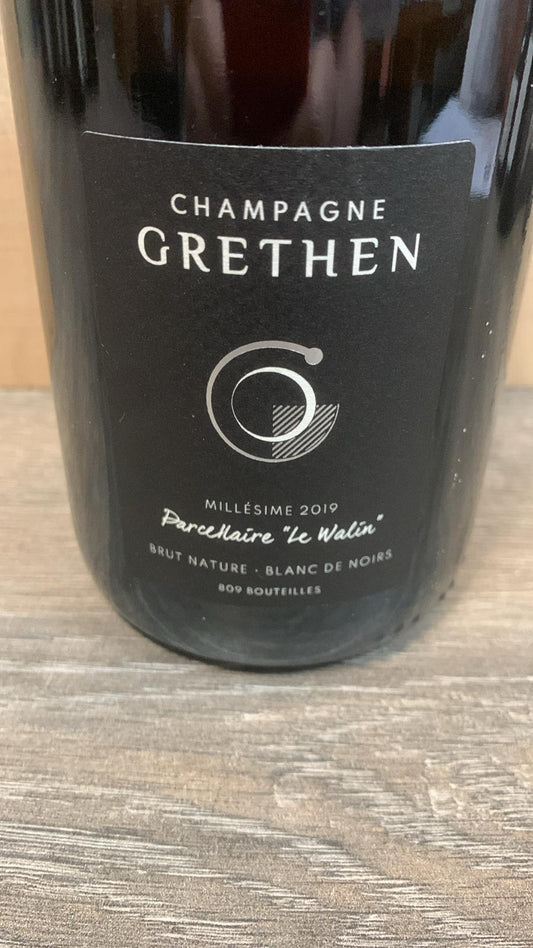 CHAMPAGNE
GRETHEN
MILLÉSIME 2019
Parcellaire "Le Walin"
BRUT NATURE · BLANC DE NOIRS
809 BOUTEILLES